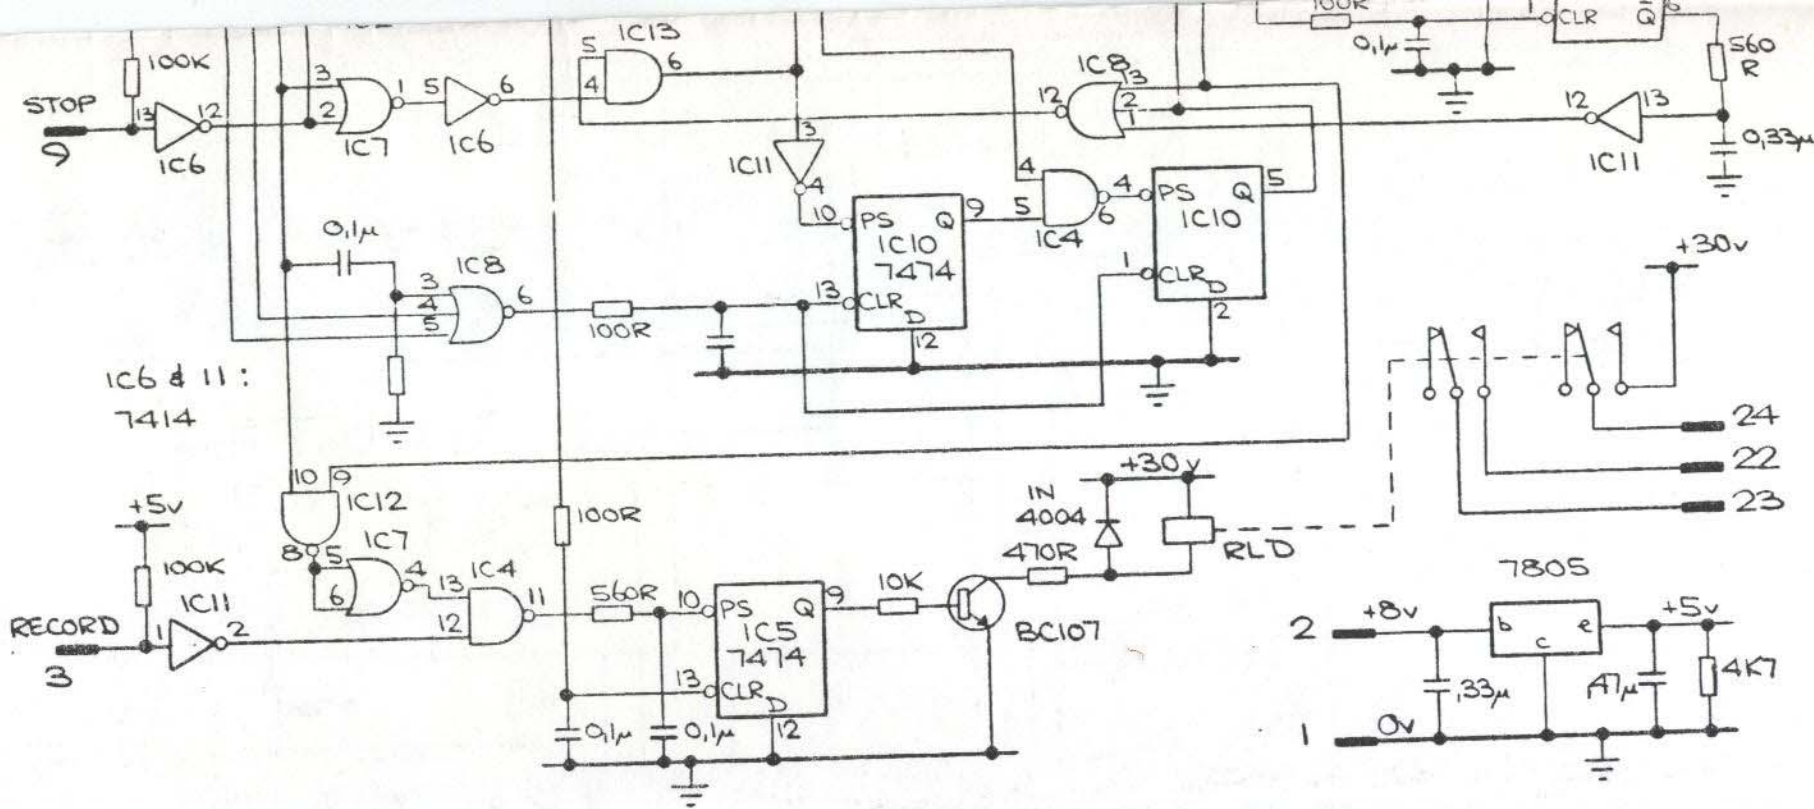 100K
IC7
IC13
5
4
6
100K
1
CLR
Q̅
6
0,1μ
560
R
STOP
9
13
12
IC6
3
2
1
IC7
5
6
IC6
IC8
13
2
1
12
12
13
IC11
0,33μ
3
IC11
4
10
PS
Q
9
IC10
7474
13
CLR
D
12
4
5
6
IC4
4
PS
Q
5
IC10
1
CLR
D
2
0,1μ
IC8
3
4
5
6
100R
+30v
IC6 & 11:
7414
24
22
23
10
9
IC12
8
5
6
IC7
4
13
12
IC4
11
100R
+5v
100K
IC11
RECORD
3
1
2
560R
10
PS
Q
9
IC5
7474
13
CLR
D
12
0,1μ
0,1μ
10K
BC107
470R
1N
4004
+30v
RLD
7805
2
+8v
b
e
c
+5v
,33μ
,47μ
4K7
1
0v